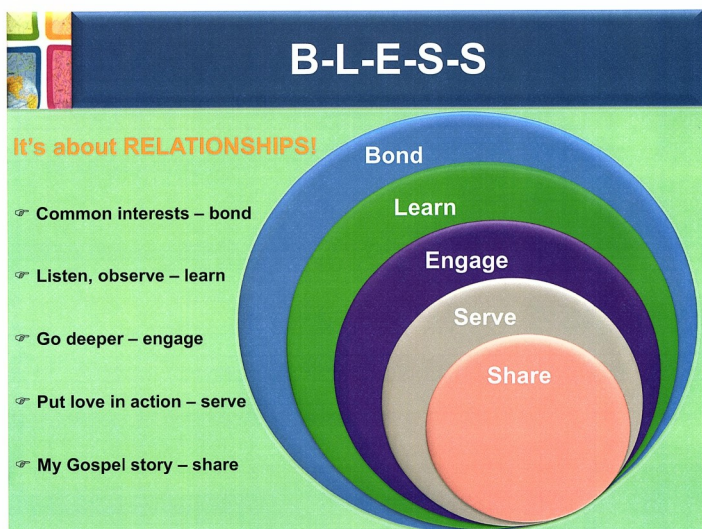 B-L-E-S-S
it's about RELATIONSHIPS!
☞ Common interests – bond
☞ Listen, observe – learn
☞ Go deeper – engage
☞ Put love in action – serve
☞ My Gospel story – share
Bond
Learn
Engage
Serve
Share